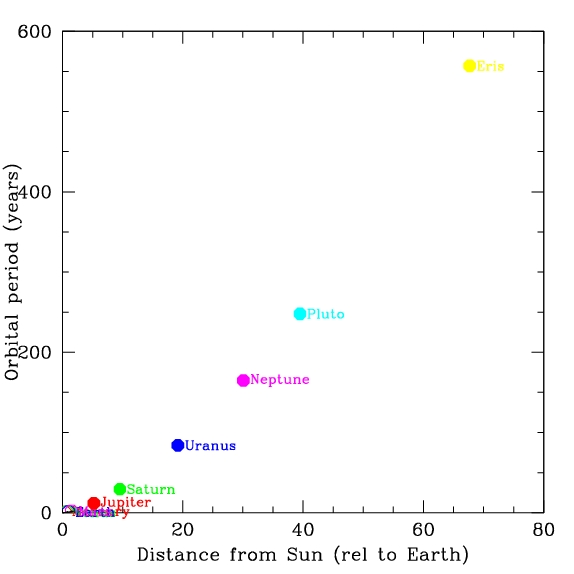 600
Eris
Orbital period (years)
400
Pluto
200
Neptune
Uranus
Saturn
Jupiter
Earth
0
0 20 40 60 80
Distance from Sun (rel to Earth)